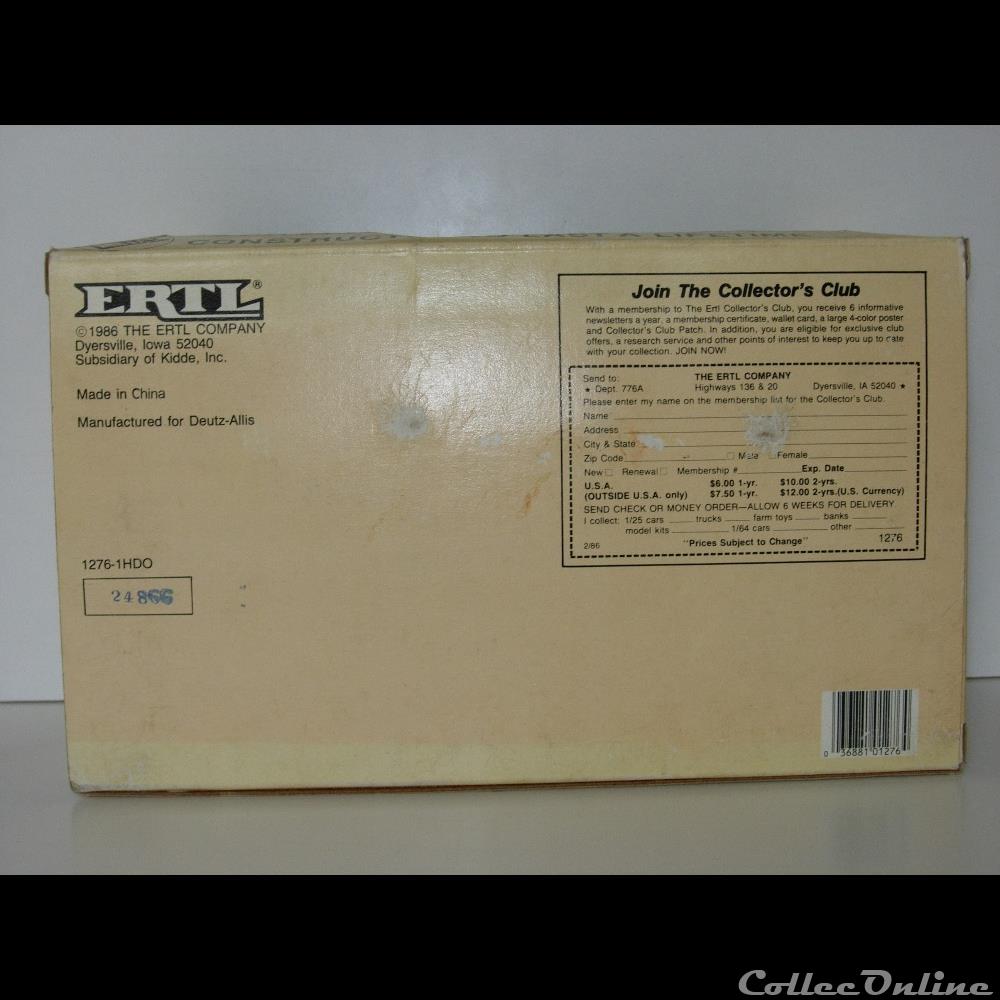 CONSTRUCT LAST A LIFETIME
ERTL®
©1986 THE ERTL COMPANY
Dyersville, Iowa 52040
Subsidiary of Kidde, Inc.
Made in China
Manufactured for Deutz-Allis
1276-1HDO
24866
Join The Collector's Club
With a membership to The Ertl Collector's Club, you receive 6 informative
newsletters a year, a membership certificate, wallet card, a large 4-color poster
and Collector's Club Patch. In addition, you are eligible for exclusive club
offers, a research service and other points of interest to keep you up to date
with your collection. JOIN NOW!
Send to: THE ERTL COMPANY
★ Dept. 776A Highways 136 & 20 Dyersville, IA 52040 ★
Please enter my name on the membership list for the Collector's Club.
Name
Address
City & State
Zip Code Male Female
New Renewal Membership # Exp. Date
U.S.A. $6.00 1-yr. $10.00 2-yrs.
(OUTSIDE U.S.A. only) $7.50 1-yr. $12.00 2-yrs.(U.S. Currency)
SEND CHECK OR MONEY ORDER—ALLOW 6 WEEKS FOR DELIVERY
I collect: 1/25 cars trucks farm toys banks
model kits 1/64 cars other
2/86 "Prices Subject to Change" 1276
0 36881 01276
CollecOnline